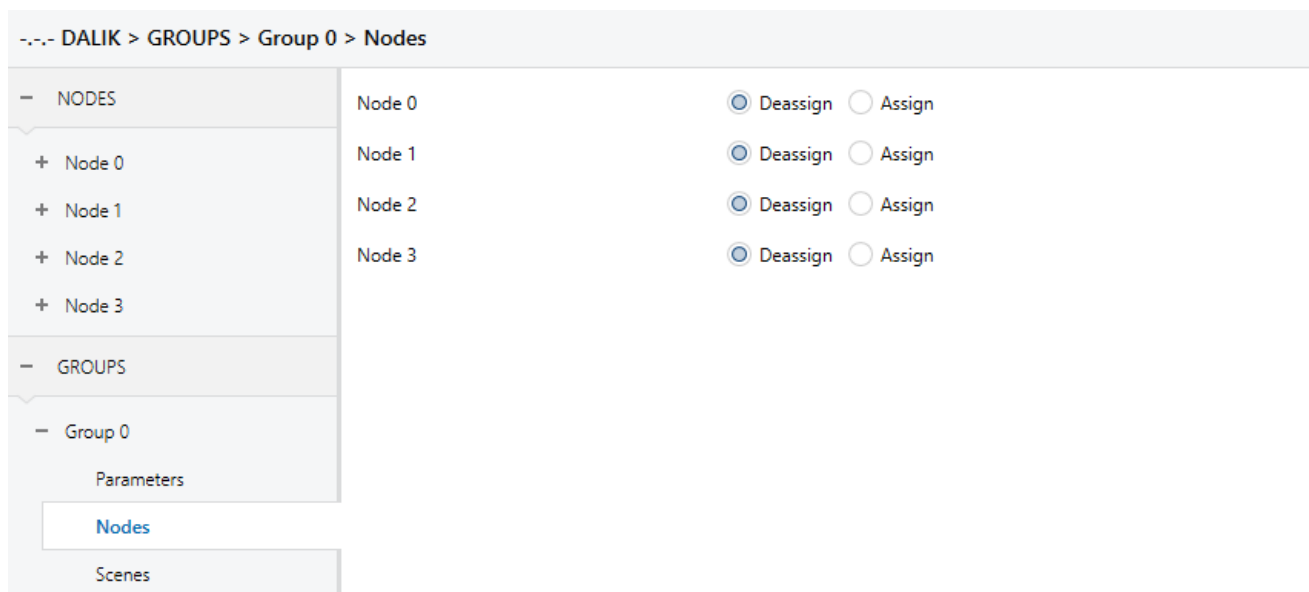 -.-.- DALIK > GROUPS > Group 0 > Nodes
NODES
Node 0
Node 1
Node 2
Node 3
GROUPS
Group 0
Parameters
Nodes
Scenes
Node 0 Deassign Assign
Node 1 Deassign Assign
Node 2 Deassign Assign
Node 3 Deassign Assign